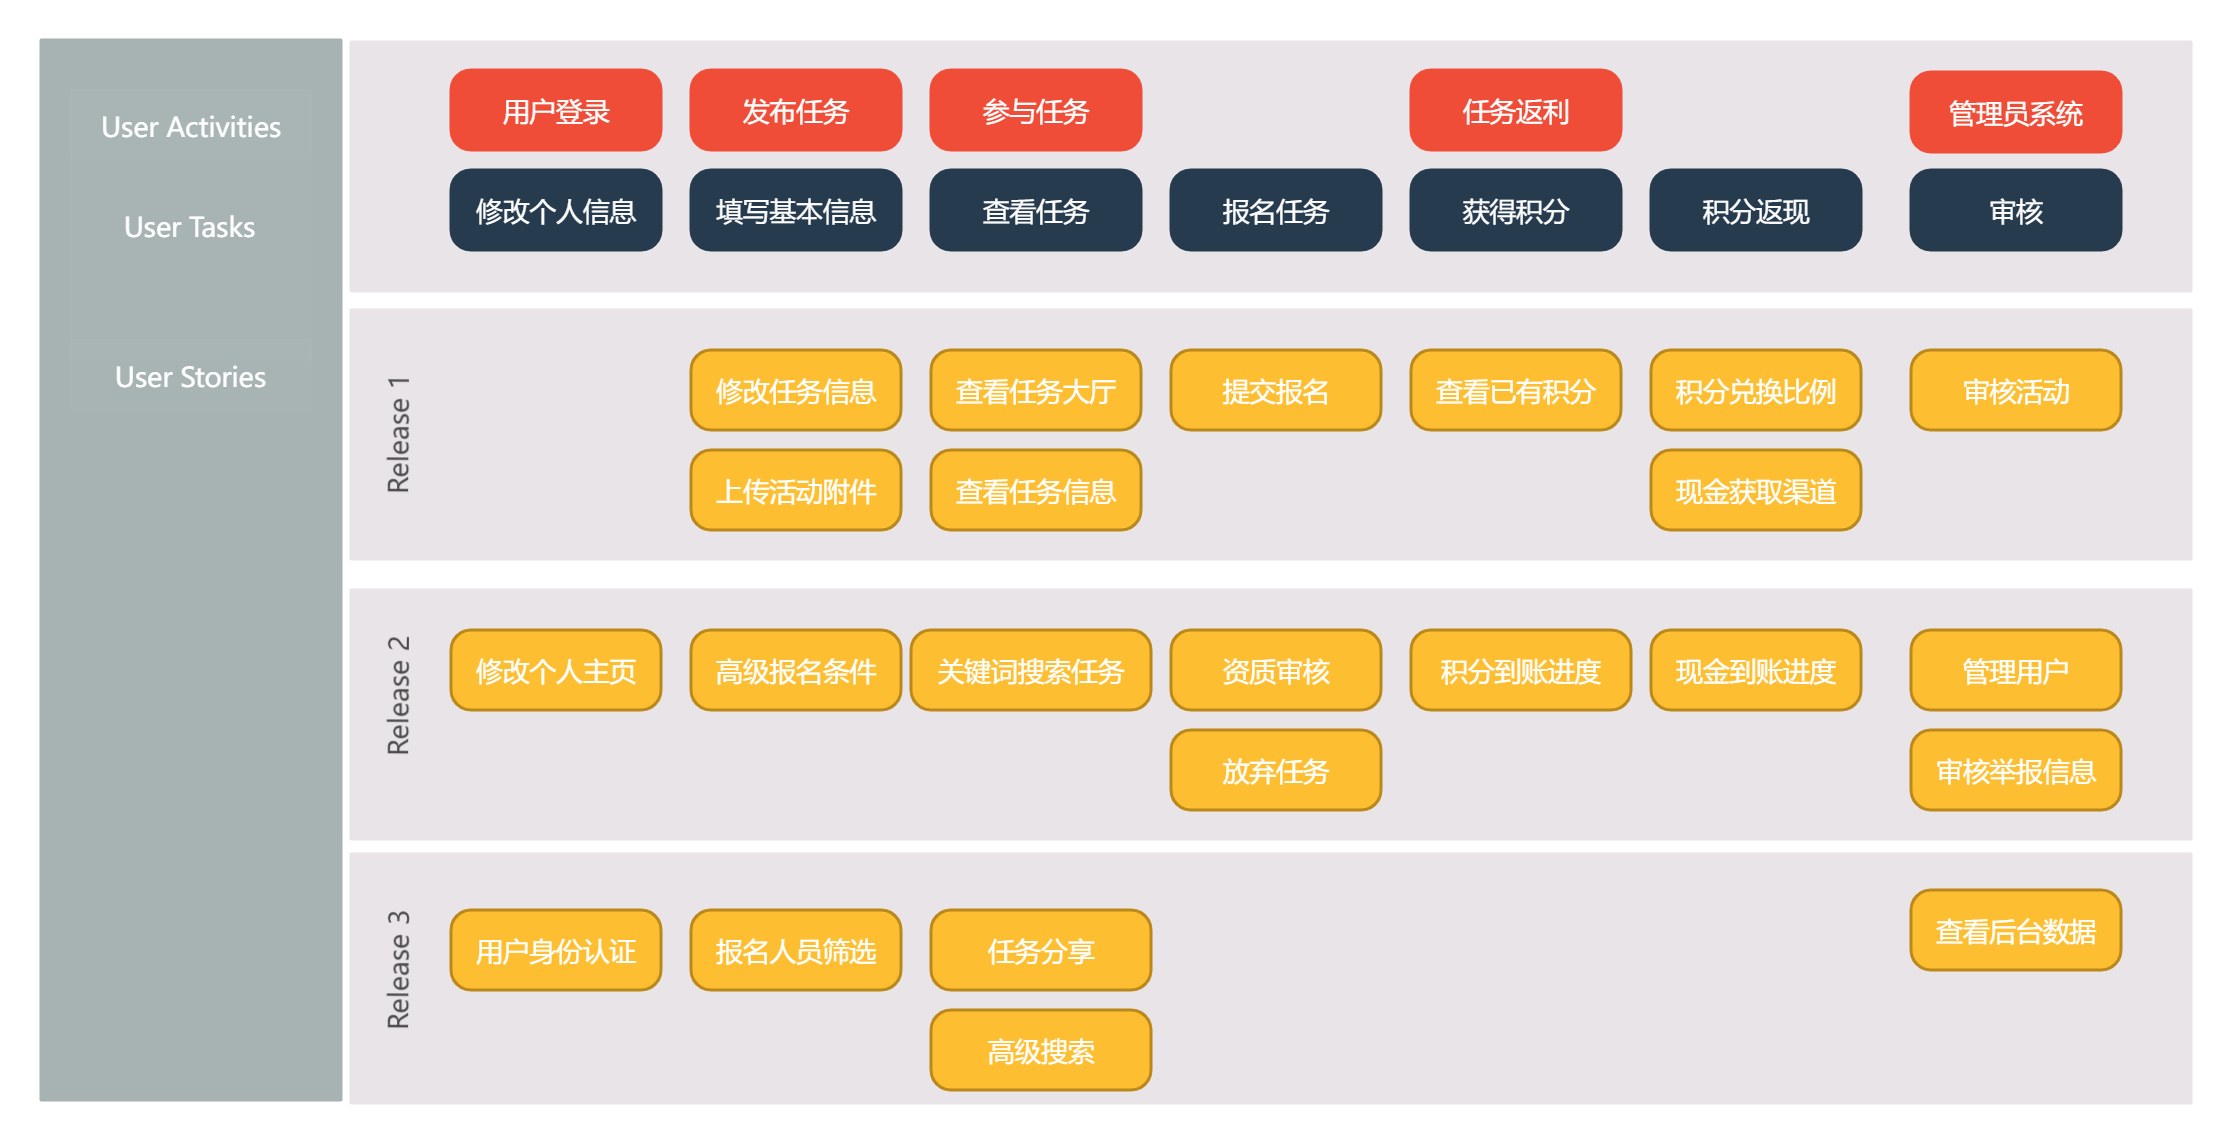 User Activities
用户登录
发布任务
参与任务
任务返利
管理员系统
User Tasks
修改个人信息
填写基本信息
查看任务
报名任务
获得积分
积分返现
审核
User Stories
Release 1
修改任务信息
查看任务大厅
提交报名
查看已有积分
积分兑换比例
审核活动
上传活动附件
查看任务信息
现金获取渠道
Release 2
修改个人主页
高级报名条件
关键词搜索任务
资质审核
积分到账进度
现金到账进度
管理用户
放弃任务
审核举报信息
Release 3
用户身份认证
报名人员筛选
任务分享
查看后台数据
高级搜索